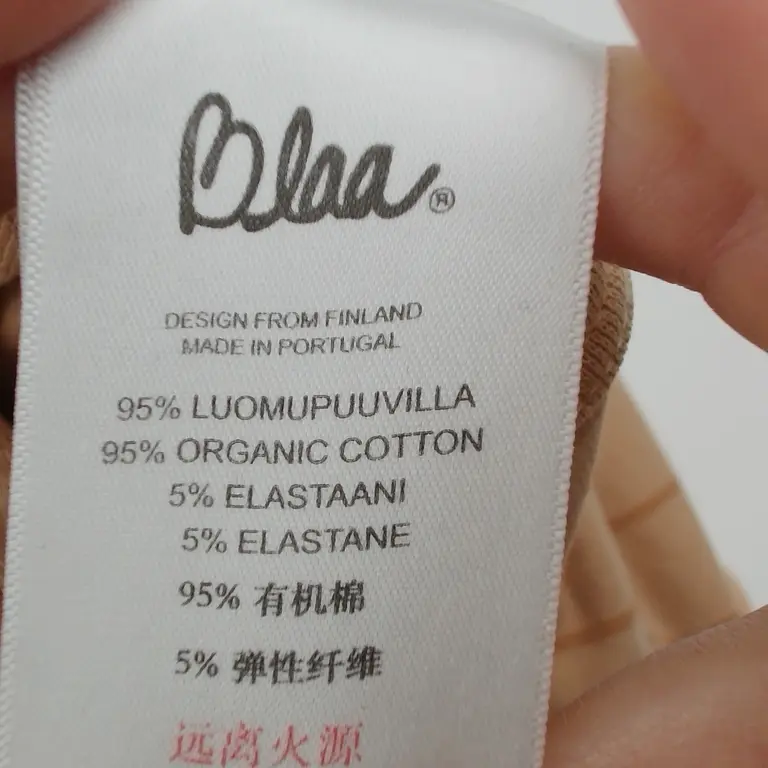 Blaa®
DESIGN FROM FINLAND
MADE IN PORTUGAL
95% LUOMUPUUVILLA
95% ORGANIC COTTON
5% ELASTAANI
5% ELASTANE
95% 有机棉
5% 弹性纤维
远离火源